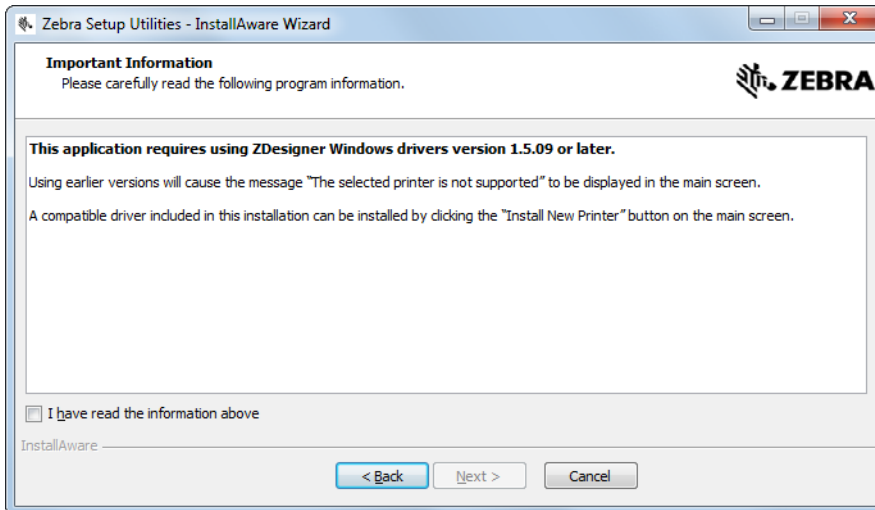 Zebra Setup Utilities - InstallAware Wizard
Important Information
Please carefully read the following program information.
ZEBRA
This application requires using ZDesigner Windows drivers version 1.5.09 or later.
Using earlier versions will cause the message “The selected printer is not supported” to be displayed in the main screen.
A compatible driver included in this installation can be installed by clicking the “Install New Printer” button on the main screen.
I have read the information above
InstallAware
< Back Next > Cancel